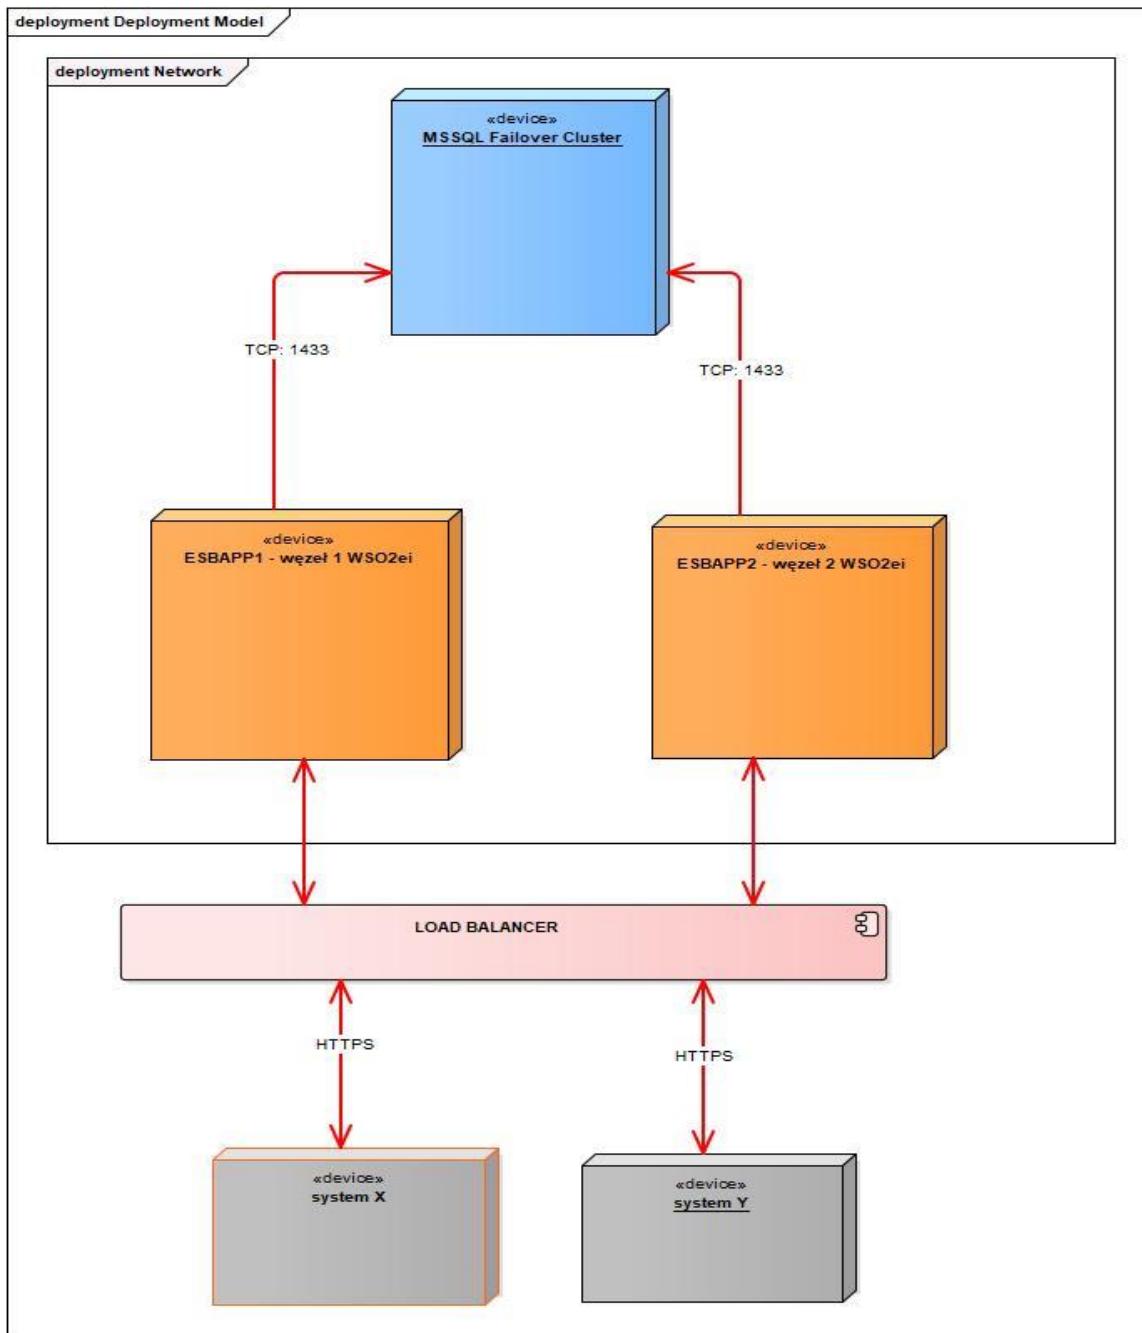 deployment Deployment Model
deployment Network
«device»
MSSQL Failover Cluster
TCP: 1433
TCP: 1433
«device»
ESBAPP1 - węzeł 1 WSO2ei
«device»
ESBAPP2 - węzeł 2 WSO2ei
LOAD BALANCER
HTTPS
HTTPS
«device»
system X
«device»
system Y